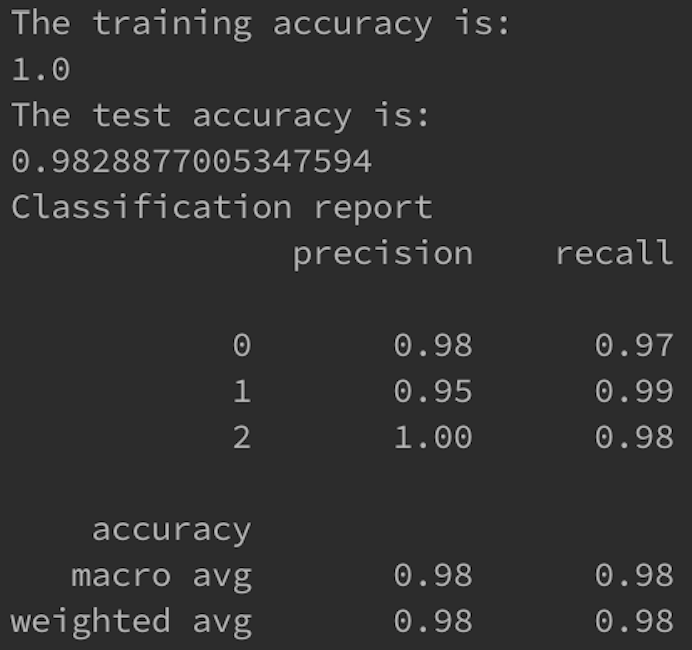 The training accuracy is:
1.0
The test accuracy is:
0.9828877005347594
Classification report
precision recall
0 0.98 0.97
1 0.95 0.99
2 1.00 0.98
accuracy
macro avg 0.98 0.98
weighted avg 0.98 0.98